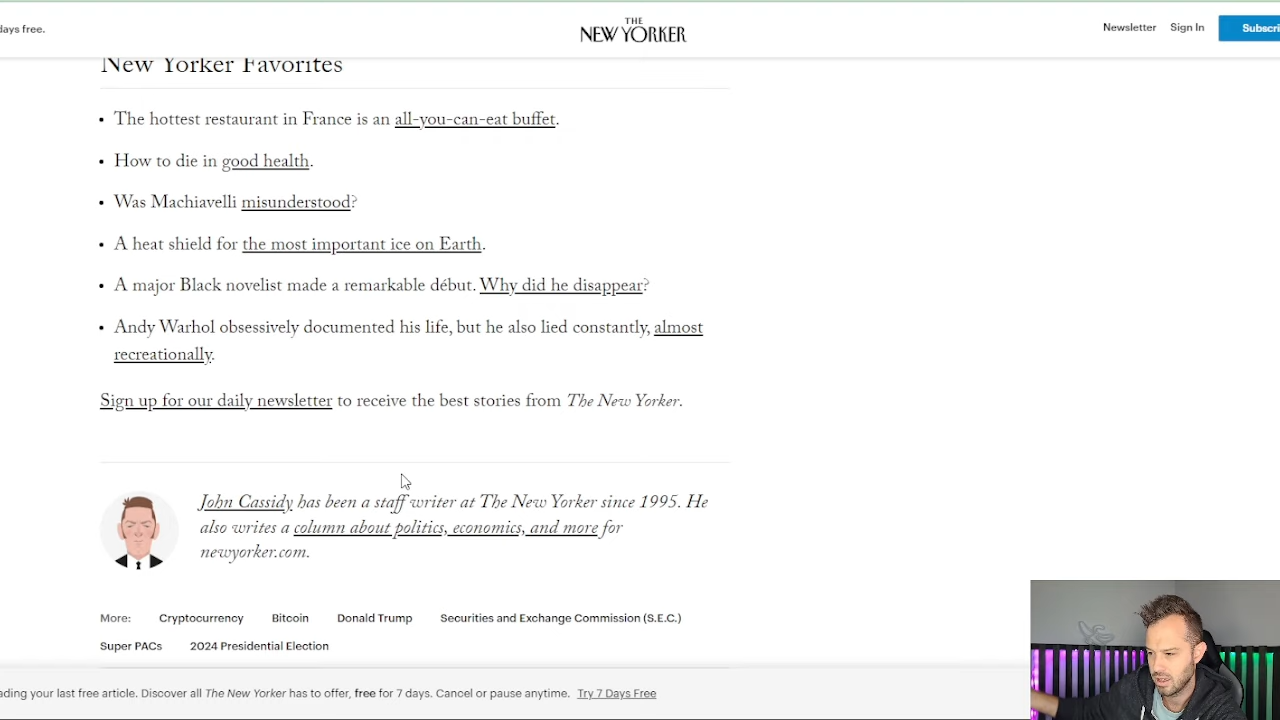 days free.
THE
NEW YORKER
Newsletter Sign In Subscri
New Yorker Favorites
• The hottest restaurant in France is an all-you-can-eat buffet.
• How to die in good health.
• Was Machiavelli misunderstood?
• A heat shield for the most important ice on Earth.
• A major Black novelist made a remarkable début. Why did he disappear?
• Andy Warhol obsessively documented his life, but he also lied constantly, almost
recreationally.
Sign up for our daily newsletter to receive the best stories from The New Yorker.
John Cassidy has been a staff writer at The New Yorker since 1995. He
also writes a column about politics, economics, and more for
newyorker.com.
More: Cryptocurrency Bitcoin Donald Trump Securities and Exchange Commission (S.E.C.)
Super PACs 2024 Presidential Election
ading your last free article. Discover all The New Yorker has to offer, free for 7 days. Cancel or pause anytime. Try 7 Days Free